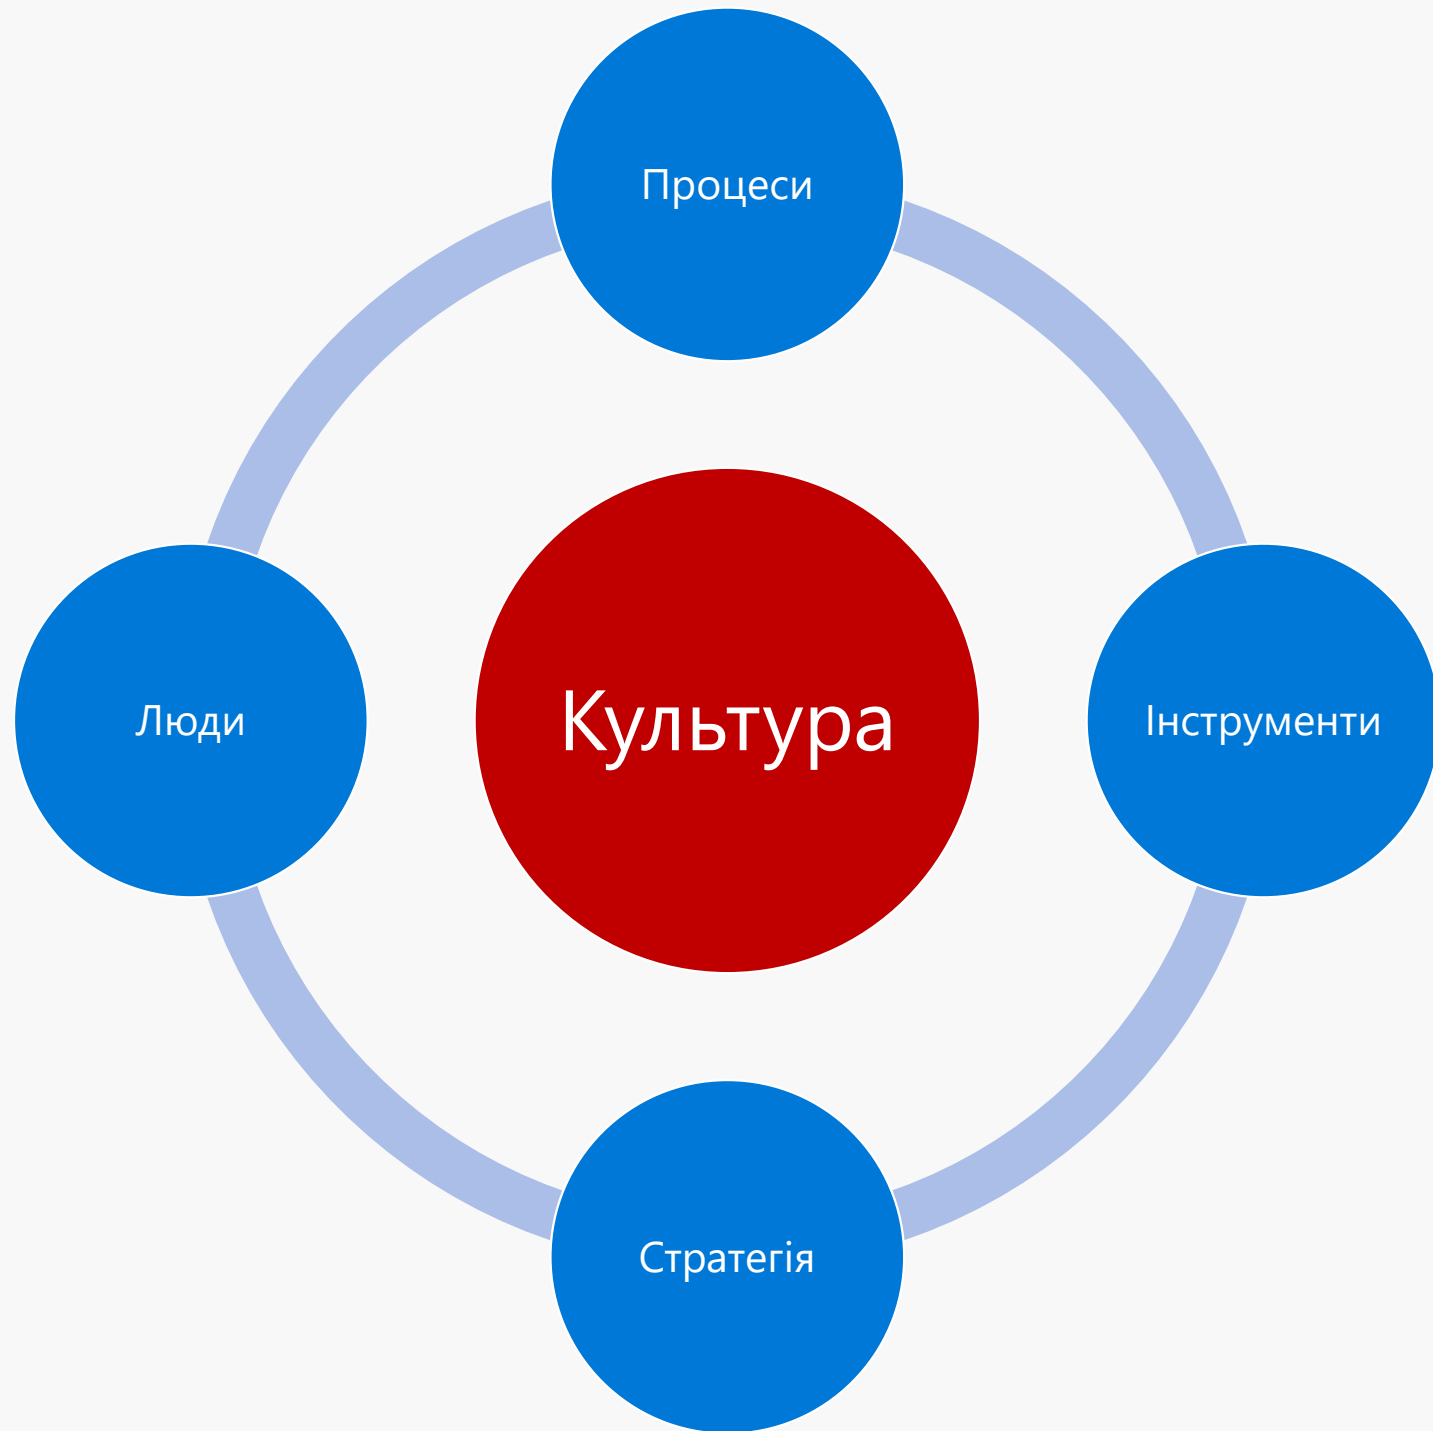 Процеси
Люди
Культура
Інструменти
Стратегія